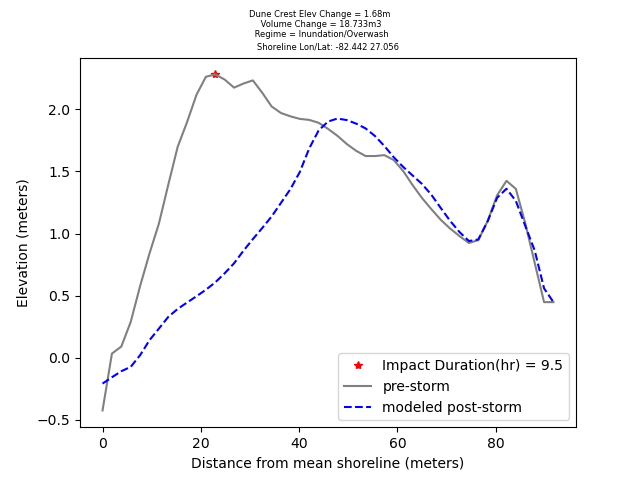 Dune Crest Elev Change = 1.68m
Volume Change = 18.733m3
Regime = Inundation/Overwash
Shoreline Lon/Lat: -82.442 27.056
Elevation (meters)
2.0
1.5
1.0
0.5
0.0
−0.5
0 20 40 60 80
Distance from mean shoreline (meters)
Impact Duration(hr) = 9.5
pre-storm
modeled post-storm